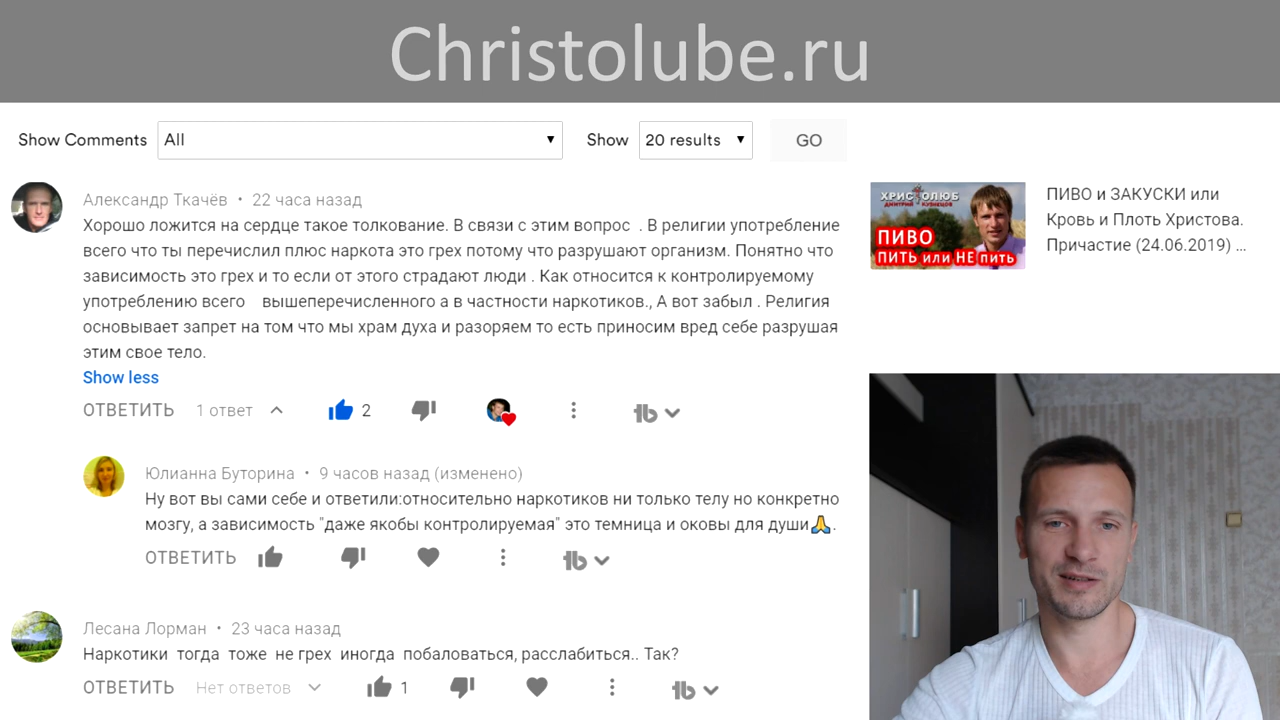 Christolube.ru
Show Comments All Show 20 results GO
Александр Ткачёв • 22 часа назад
Хорошо ложится на сердце такое толкование. В связи с этим вопрос . В религии употребление
всего что ты перечислил плюс наркота это грех потому что разрушают организм. Понятно что
зависимость это грех и то если от этого страдают люди . Как относится к контролируемому
употреблению всего вышеперечисленного а в частности наркотиков., А вот забыл . Религия
основывает запрет на том что мы храм духа и разоряем то есть приносим вред себе разрушая
этим свое тело.
Show less
ОТВЕТИТЬ 1 ответ 2
Юлианна Буторина • 9 часов назад (изменено)
Ну вот вы сами себе и ответили:относительно наркотиков ни только телу но конкретно
мозгу, а зависимость "даже якобы контролируемая" это темница и оковы для души🙏.
ОТВЕТИТЬ
Лесана Лорман • 23 часа назад
Наркотики тогда тоже не грех иногда побаловаться, расслабиться.. Так?
ОТВЕТИТЬ Нет ответов 1
ХРИСТОЛЮБ
ДМИТРИЙ КУЗНЕЦОВ
ПИВО
ПИТЬ или НЕ пить
ПИВО и ЗАКУСКИ или
Кровь и Плоть Христова.
Причастие (24.06.2019) ...